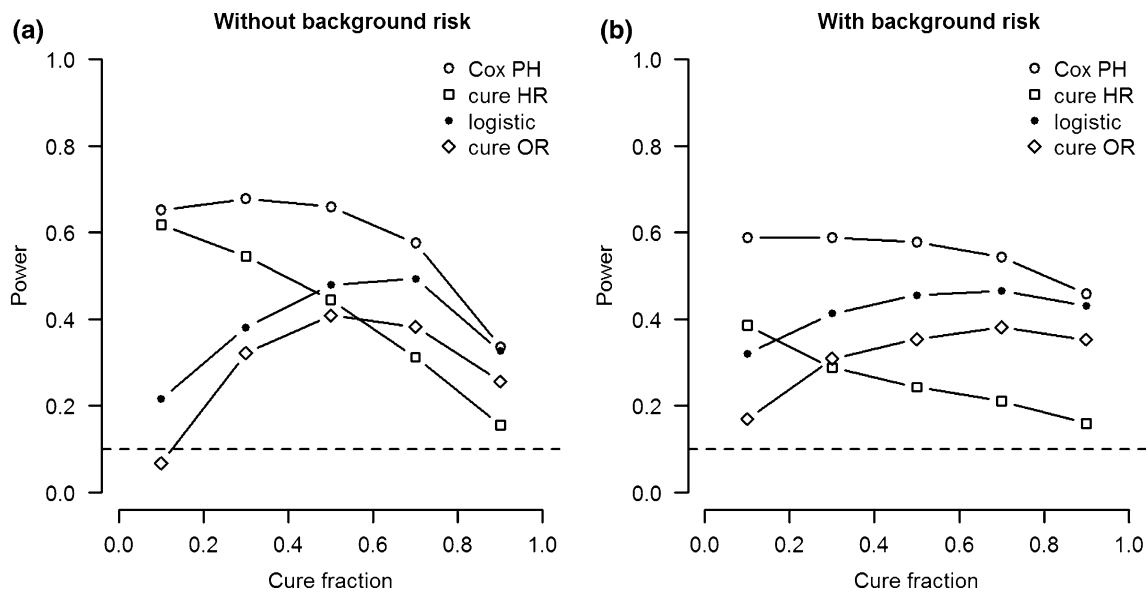 (a)
Without background risk
Cox PH
cure HR
logistic
cure OR
Power
1.0
0.8
0.6
0.4
0.2
0.0
0.0 0.2 0.4 0.6 0.8 1.0
Cure fraction
(b)
With background risk
Cox PH
cure HR
logistic
cure OR
Power
1.0
0.8
0.6
0.4
0.2
0.0
0.0 0.2 0.4 0.6 0.8 1.0
Cure fraction